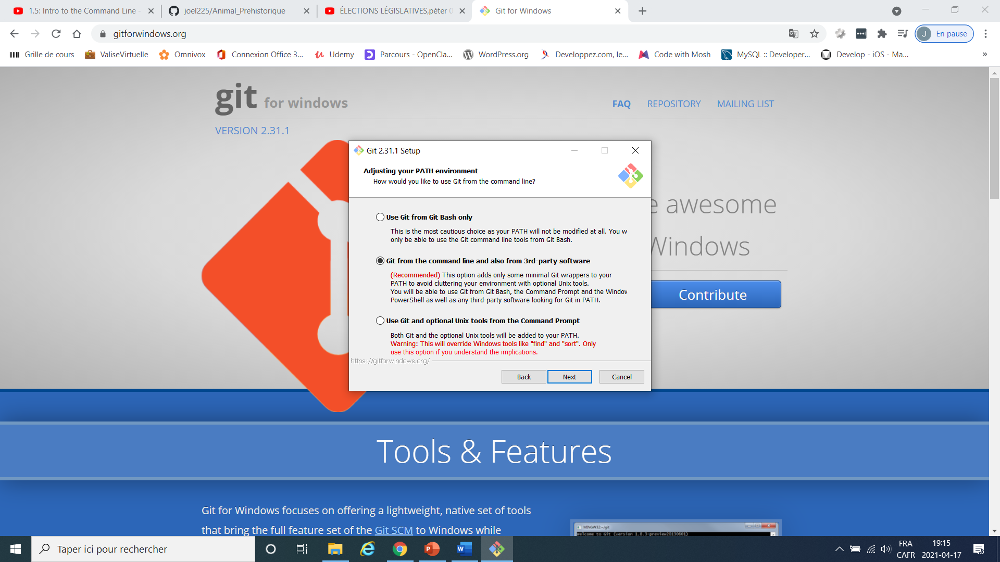 1.5: Intro to the Command Line -
joel225/Animal_Prehistorique
ÉLECTIONS LÉGISLATIVES,péter 0
Git for Windows
gitforwindows.org
J
En pause
Grille de cours
ValiseVirtuelle
Omnivox
Connexion Office 3...
Udemy
Parcours - OpenCla...
WordPress.org
Developpez.com, le...
Code with Mosh
MySQL :: Developer...
Develop - iOS - Ma...
»
git for windows
FAQ
REPOSITORY
MAILING LIST
VERSION 2.31.1
e awesome
Windows
Contribute
Git 2.31.1 Setup
Adjusting your PATH environment
How would you like to use Git from the command line?
Use Git from Git Bash only
This is the most cautious choice as your PATH will not be modified at all. You w
only be able to use the Git command line tools from Git Bash.
Git from the command line and also from 3rd-party software
(Recommended) This option adds only some minimal Git wrappers to your
PATH to avoid cluttering your environment with optional Unix tools.
You will be able to use Git from Git Bash, the Command Prompt and the Window
PowerShell as well as any third-party software looking for Git in PATH.
Use Git and optional Unix tools from the Command Prompt
Both Git and the optional Unix tools will be added to your PATH.
Warning: This will override Windows tools like "find" and "sort". Only
use this option if you understand the implications.
https://gitforwindows.org/
Back
Next
Cancel
Tools & Features
Git for Windows focuses on offering a lightweight, native set of tools
that bring the full feature set of the Git SCM to Windows while
MINGW32:~/git
Welcome to Git (version 1.8.3-preview20130601)
Taper ici pour rechercher
FRA
CAFR
19:15
2021-04-17